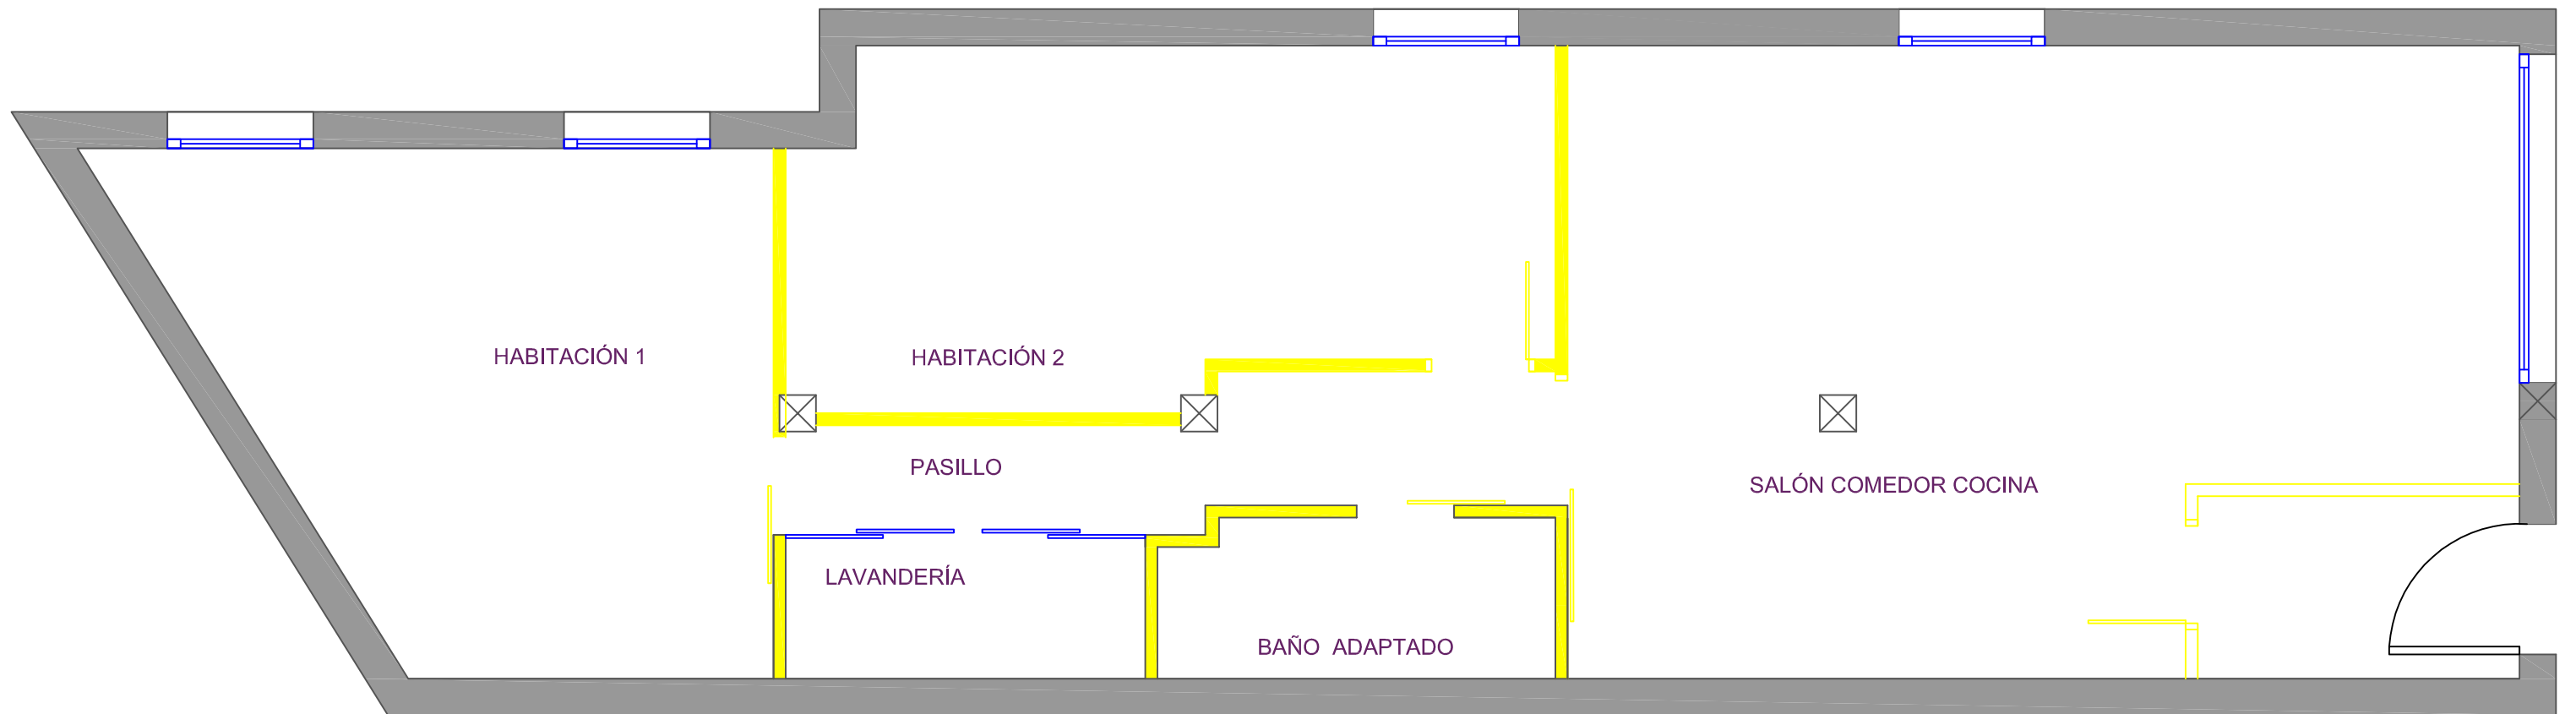 HABITACIÓN 1
HABITACIÓN 2
PASILLO
SALÓN COMEDOR COCINA
LAVANDERÍA
BAÑO ADAPTADO